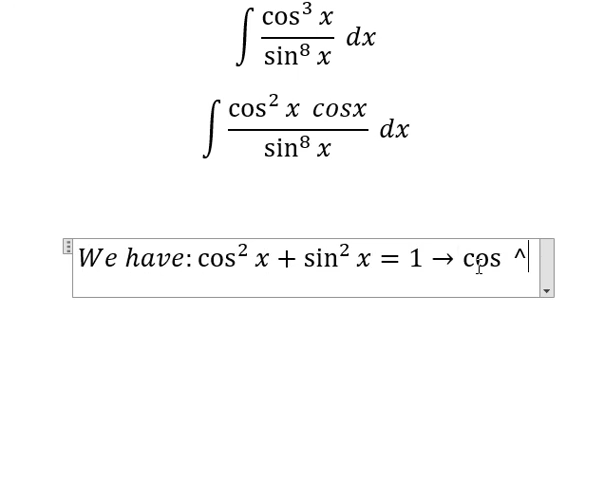 ∫ cos³ x / sin⁸ x dx
∫ cos² x cosx / sin⁸ x dx
We have: cos² x + sin² x = 1 → cos ^